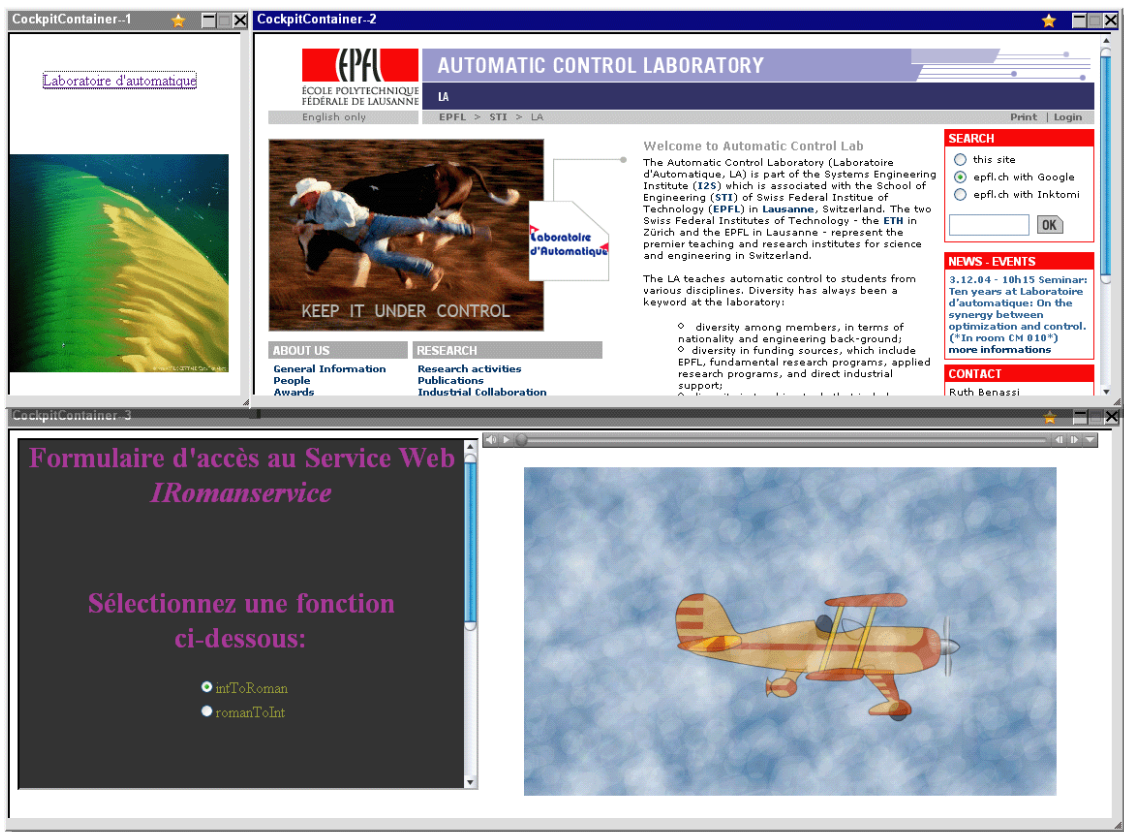 CockpitContainer--1
Laboratoire d'automatique
CockpitContainer--2
EPFL
ÉCOLE POLYTECHNIQUE
FÉDÉRALE DE LAUSANNE
AUTOMATIC CONTROL LABORATORY
LA
English only
EPFL > STI > LA
Print | Login
KEEP IT UNDER CONTROL
Laboratoire
d'Automatique
ABOUT US
General Information
People
Awards
RESEARCH
Research activities
Publications
Industrial Collaboration
Welcome to Automatic Control Lab
The Automatic Control Laboratory (Laboratoire
d'Automatique, LA) is part of the Systems Engineering
Institute (I2S) which is associated with the School of
Engineering (STI) of Swiss Federal Institue of
Technology (EPFL) in Lausanne, Switzerland. The two
Swiss Federal Institutes of Technology - the ETH in
Zürich and the EPFL in Lausanne - represent the
premier teaching and research institutes for science
and engineering in Switzerland.
The LA teaches automatic control to students from
various disciplines. Diversity has always been a
keyword at the laboratory:
diversity among members, in terms of
nationality and engineering back-ground;
diversity in funding sources, which include
EPFL, fundamental research programs, applied
research programs, and direct industrial
support;
SEARCH
this site
epfl.ch with Google
epfl.ch with Inktomi
OK
NEWS - EVENTS
3.12.04 - 10h15 Seminar:
Ten years at Laboratoire
d'automatique: On the
synergy between
optimization and control.
(*In room CM 010*)
more informations
CONTACT
Ruth Benassi
CockpitContainer--3
Formulaire d'accès au Service Web
IRomanservice
Sélectionnez une fonction
ci-dessous:
intToRoman
romanToInt